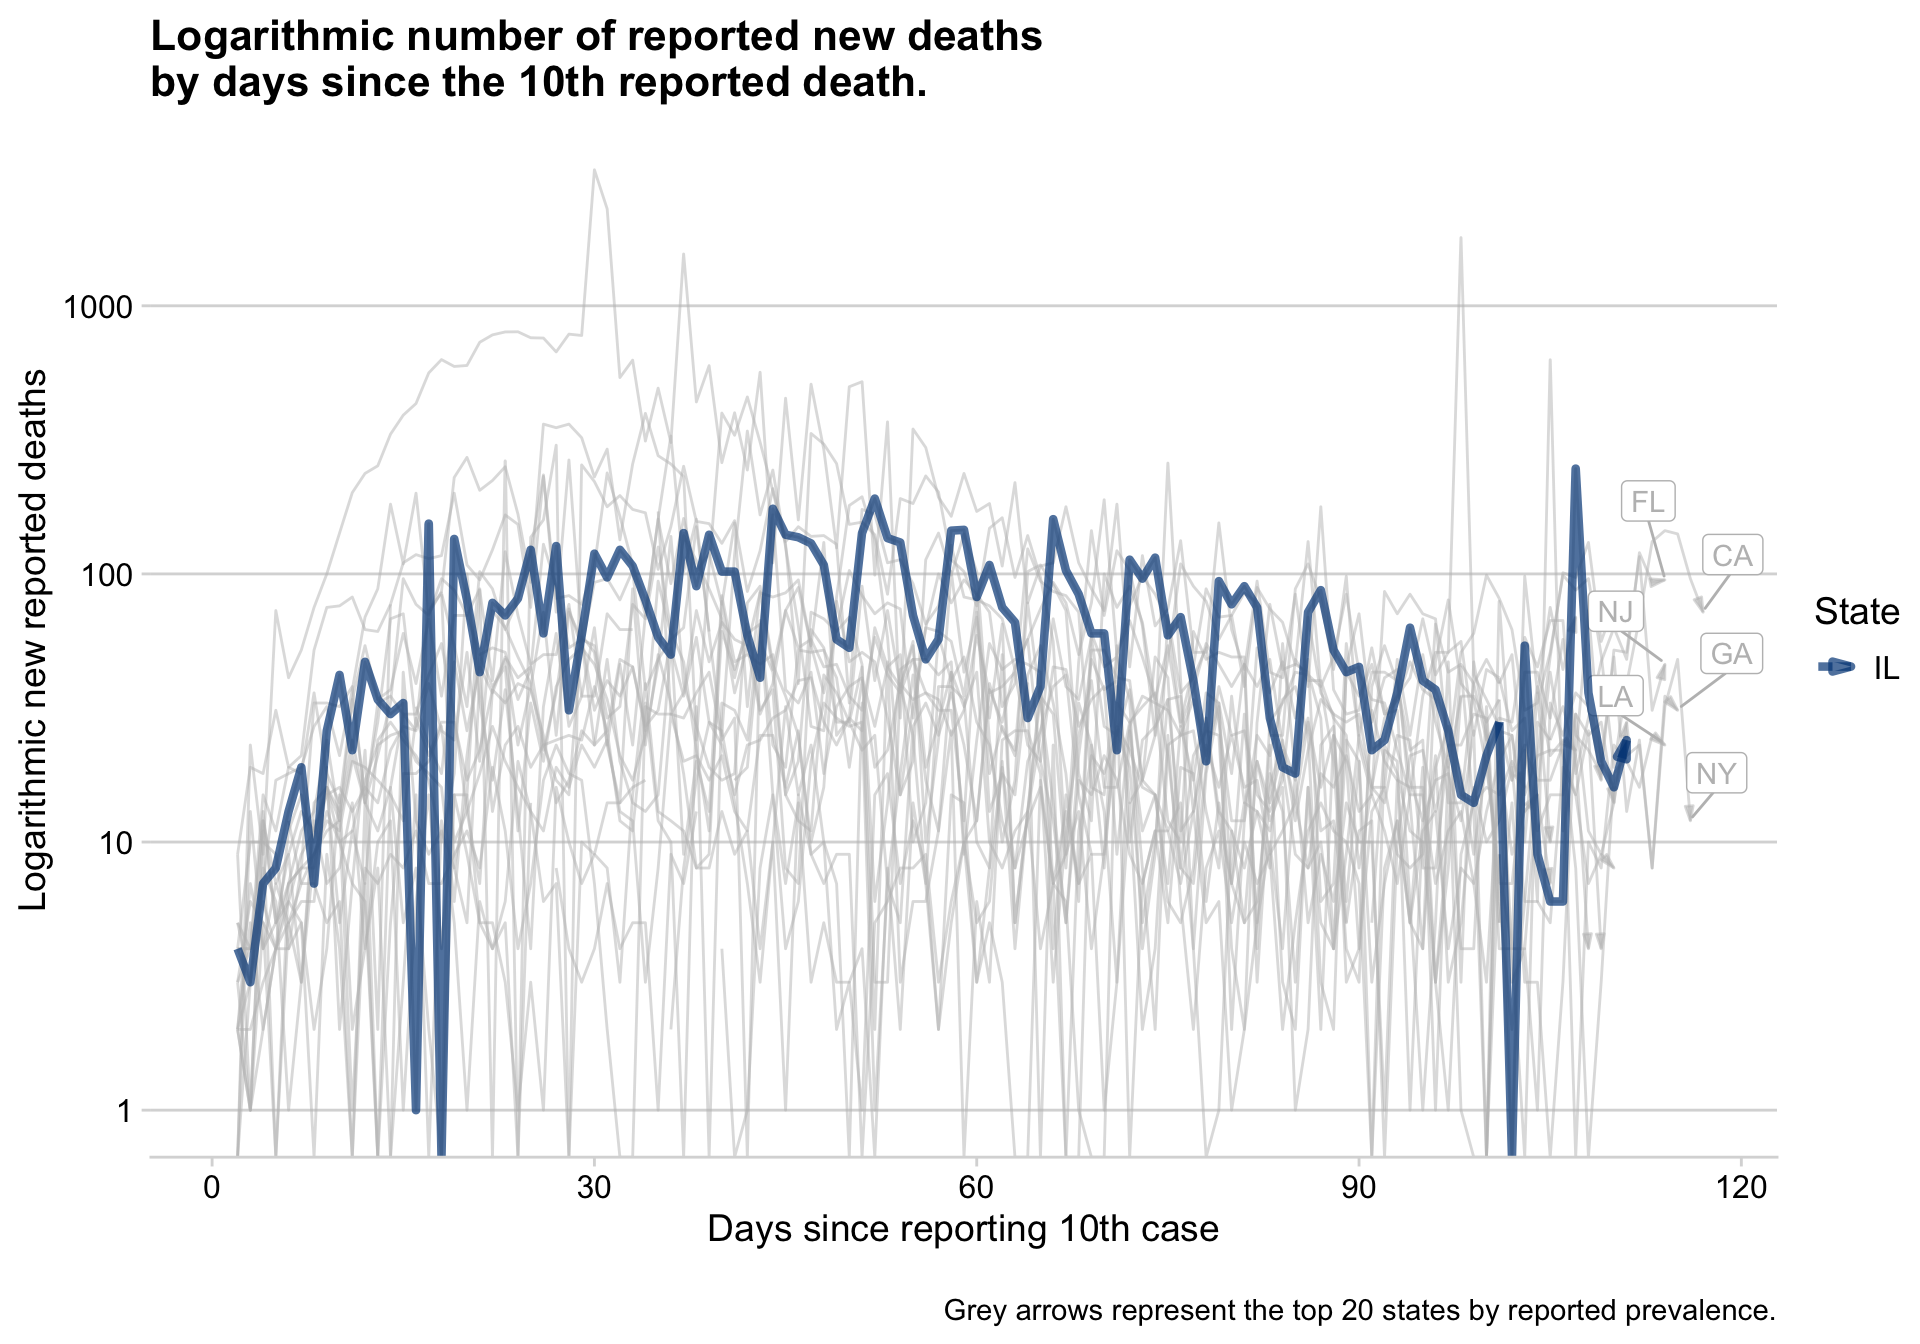 Logarithmic number of reported new deaths
by days since the 10th reported death.
Logarithmic new reported deaths
1000
100
10
1
FL
CA
NJ
GA
LA
NY
State
IL
0
30
60
90
120
Days since reporting 10th case
Grey arrows represent the top 20 states by reported prevalence.